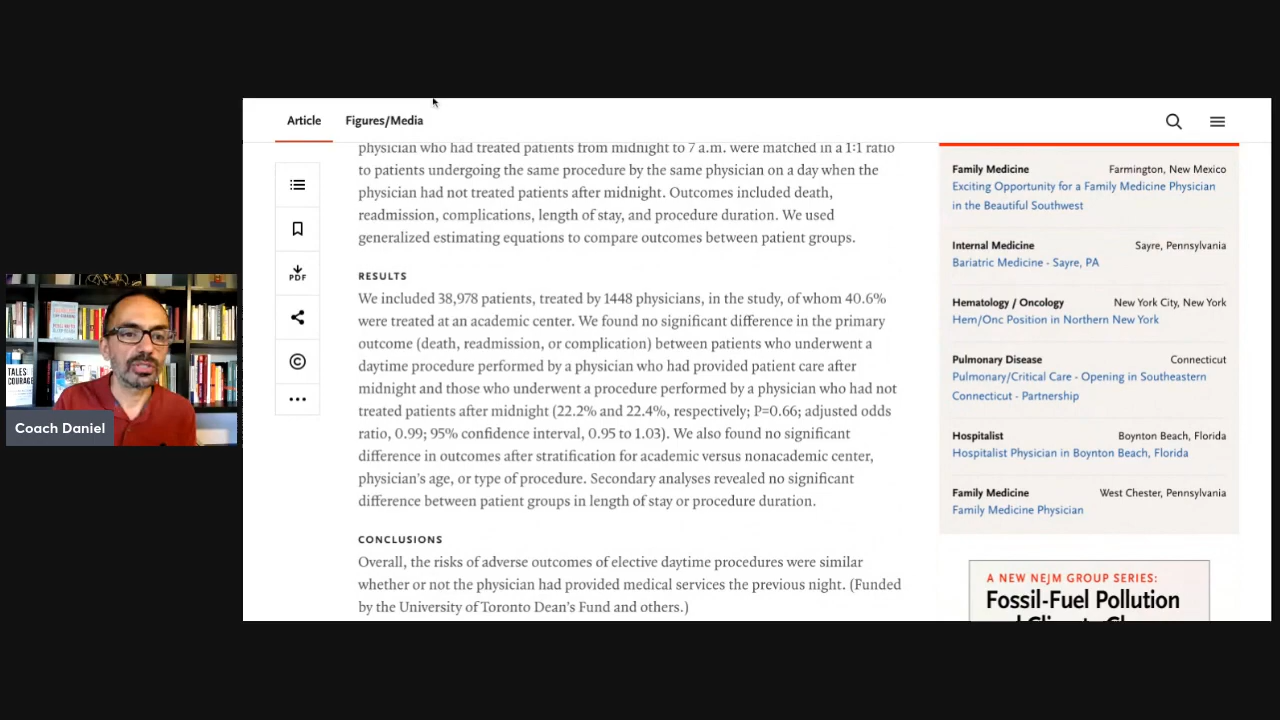 Article
Figures/Media
physician who had treated patients from midnight to 7 a.m. were matched in a 1:1 ratio
to patients undergoing the same procedure by the same physician on a day when the
physician had not treated patients after midnight. Outcomes included death,
readmission, complications, length of stay, and procedure duration. We used
generalized estimating equations to compare outcomes between patient groups.
PDF
RESULTS
We included 38,978 patients, treated by 1448 physicians, in the study, of whom 40.6%
were treated at an academic center. We found no significant difference in the primary
outcome (death, readmission, or complication) between patients who underwent a
daytime procedure performed by a physician who had provided patient care after
midnight and those who underwent a procedure performed by a physician who had not
treated patients after midnight (22.2% and 22.4%, respectively; P=0.66; adjusted odds
ratio, 0.99; 95% confidence interval, 0.95 to 1.03). We also found no significant
difference in outcomes after stratification for academic versus nonacademic center,
physician's age, or type of procedure. Secondary analyses revealed no significant
difference between patient groups in length of stay or procedure duration.
CONCLUSIONS
Overall, the risks of adverse outcomes of elective daytime procedures were similar
whether or not the physician had provided medical services the previous night. (Funded
by the University of Toronto Dean's Fund and others.)
Family Medicine Farmington, New Mexico
Exciting Opportunity for a Family Medicine Physician
in the Beautiful Southwest
Internal Medicine Sayre, Pennsylvania
Bariatric Medicine - Sayre, PA
Hematology / Oncology New York City, New York
Hem/Onc Position in Northern New York
Pulmonary Disease Connecticut
Pulmonary/Critical Care - Opening in Southeastern
Connecticut - Partnership
Hospitalist Boynton Beach, Florida
Hospitalist Physician in Boynton Beach, Florida
Family Medicine West Chester, Pennsylvania
Family Medicine Physician
A NEW NEJM GROUP SERIES:
Fossil-Fuel Pollution
TALES
COURAGE
Coach Daniel